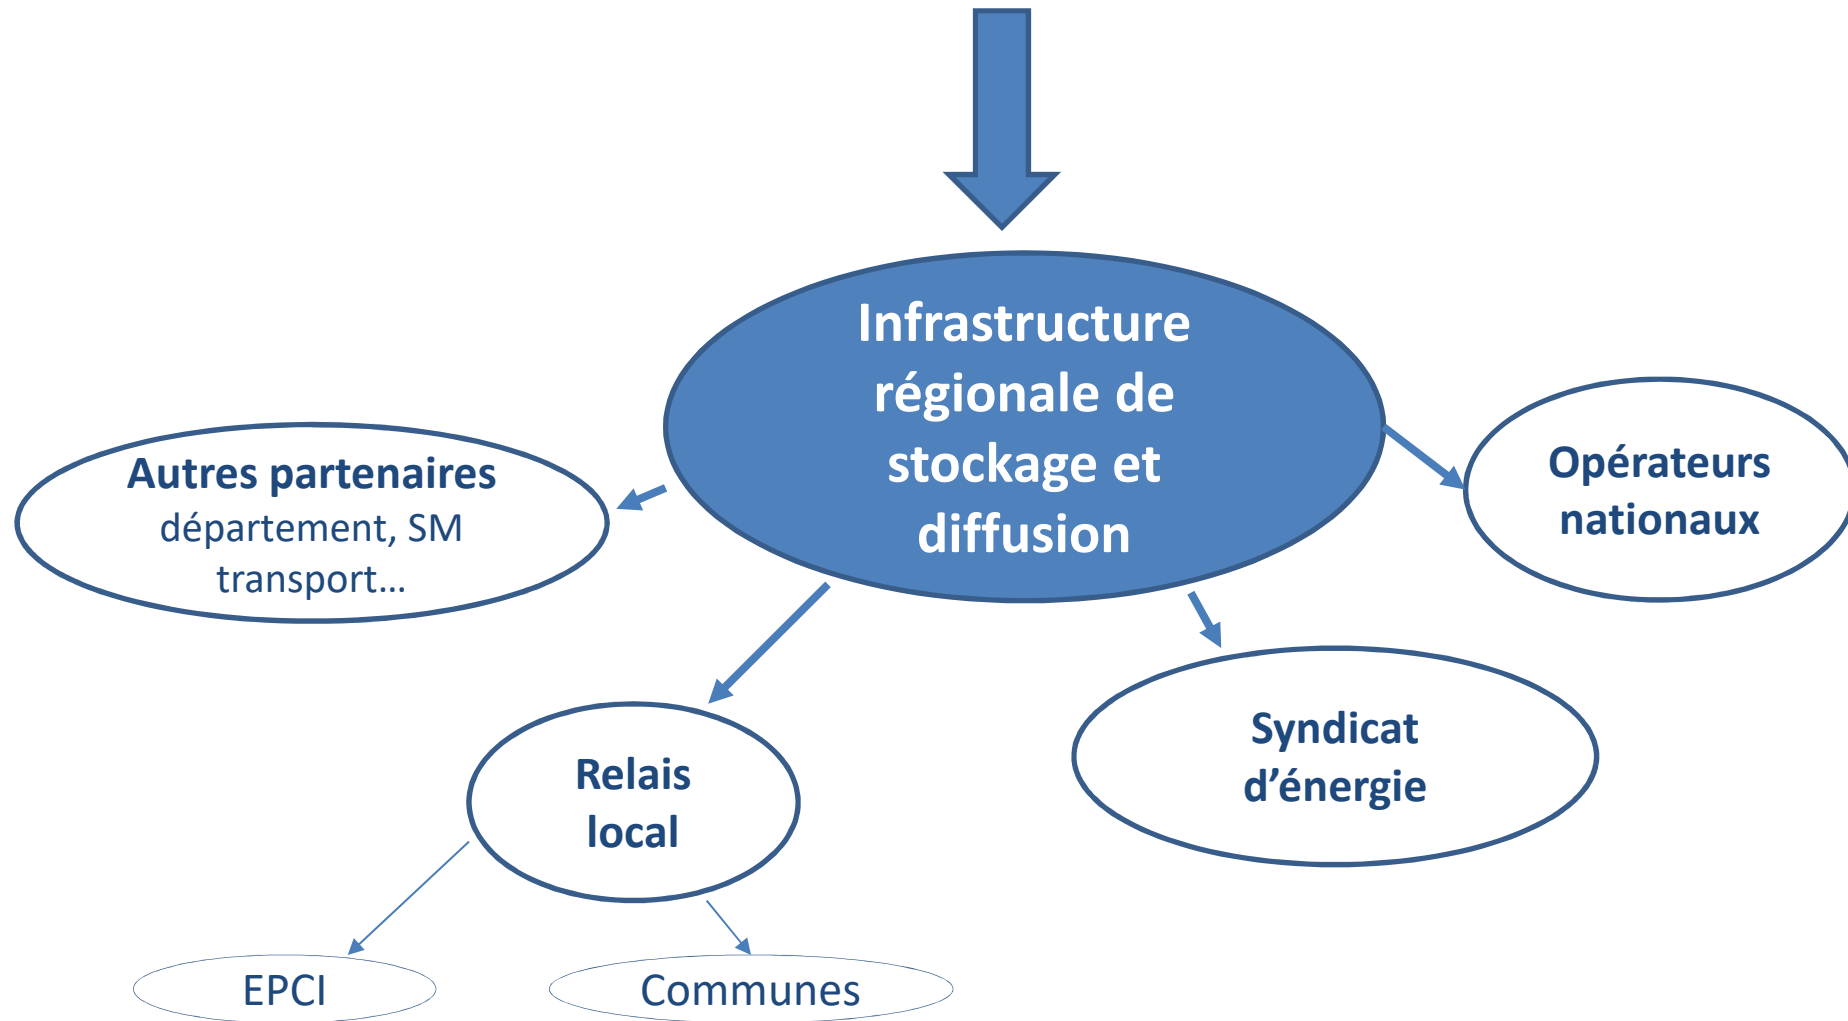 Infrastructure
régionale de
stockage et
diffusion
Autres partenaires
département, SM
transport…
Opérateurs
nationaux
Relais
local
Syndicat
d’énergie
EPCI
Communes